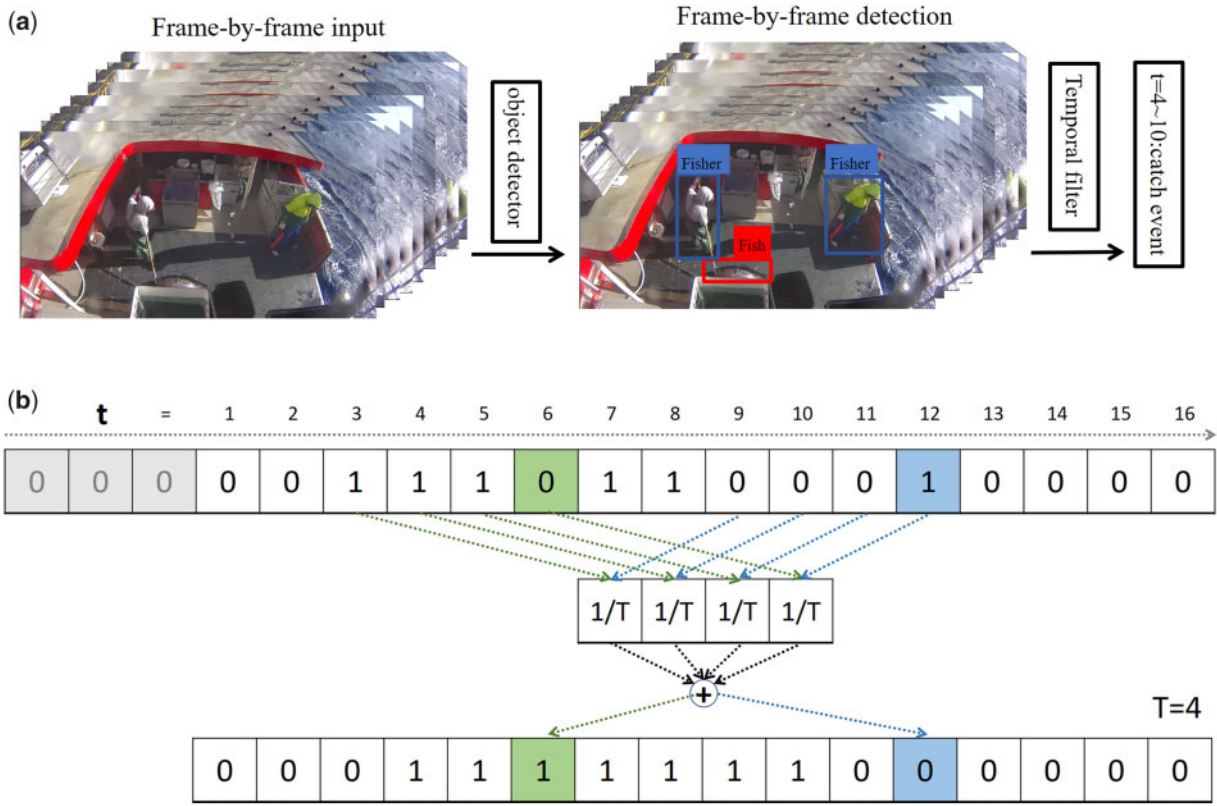 (a)
Frame-by-frame input
Frame-by-frame detection
object detector
Fisher
Fisher
Fish
Temporal filter
t=4~10:catch event
(b)
t = 1 2 3 4 5 6 7 8 9 10 11 12 13 14 15 16
0 0 0 0 0 1 1 1 0 1 1 0 0 0 1 0 0 0 0
1/T 1/T 1/T 1/T
+
T=4
0 0 0 1 1 1 1 1 1 1 0 0 0 0 0 0